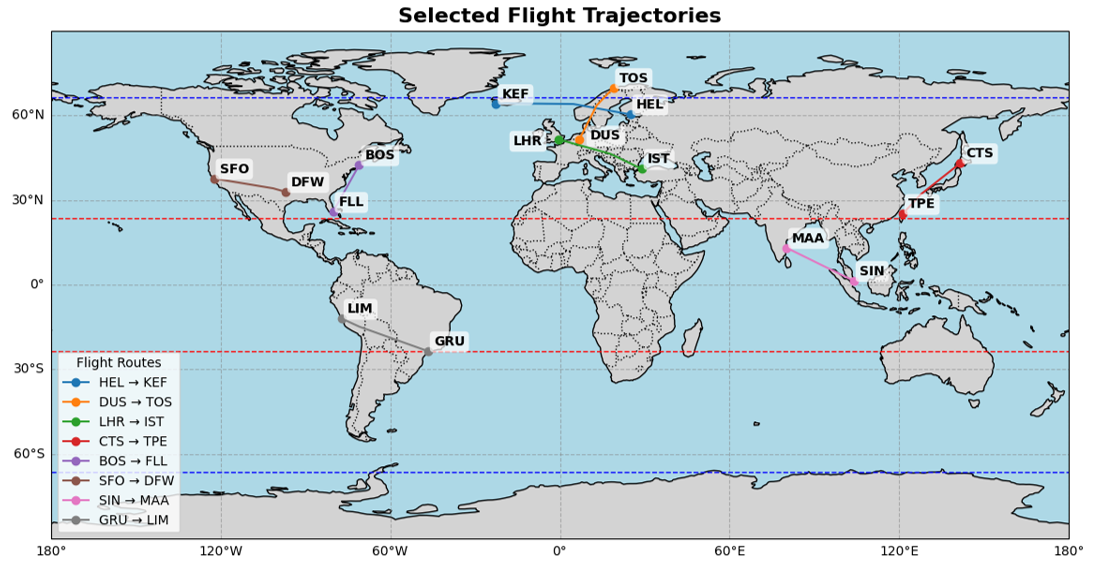 Selected Flight Trajectories
TOS
KEF
HEL
60°N
DUS
LHR
BOS
IST
CTS
SFO
DFW
30°N
FLL
TPE
MAA
0°
SIN
LIM
GRU
Flight Routes
30°S
HEL → KEF
DUS → TOS
LHR → IST
CTS → TPE
60°S
BOS → FLL
SFO → DFW
SIN → MAA
GRU → LIM
180° 120°W 60°W 0° 60°E 120°E 180°